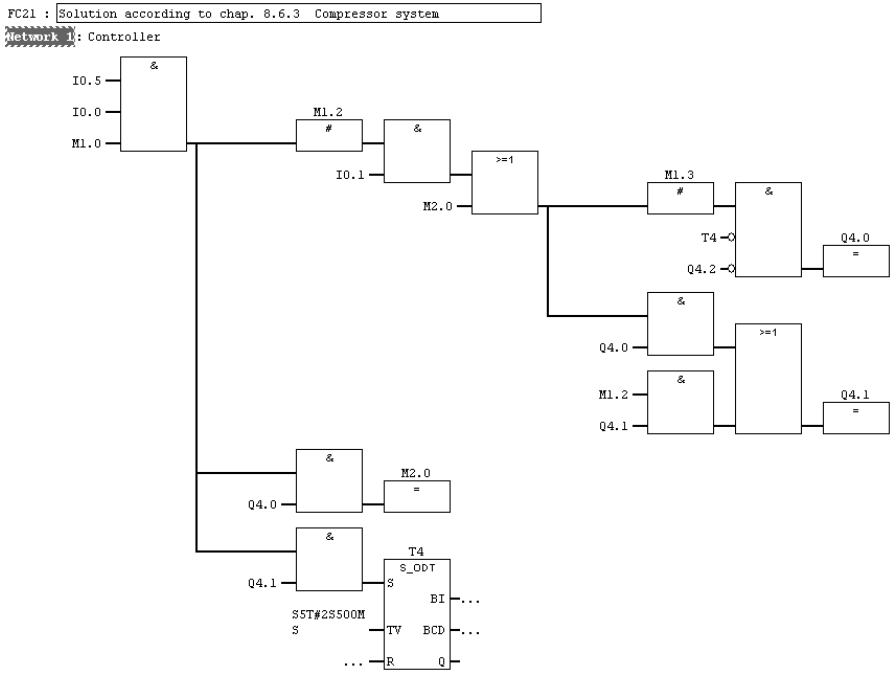 FC21 : Solution according to chap. 8.6.3 Compressor system
Network 1: Controller
&
I0.5
I0.0
M1.0
M1.2
#
&
I0.1
>=1
M2.0
M1.3
#
&
T4
Q4.2
Q4.0
=
&
Q4.0
>=1
&
M1.2
Q4.1
Q4.1
=
&
Q4.0
M2.0
=
&
Q4.1
T4
S_ODT
S
BI ...
S5T#2S500M
S
TV BCD ...
... R Q